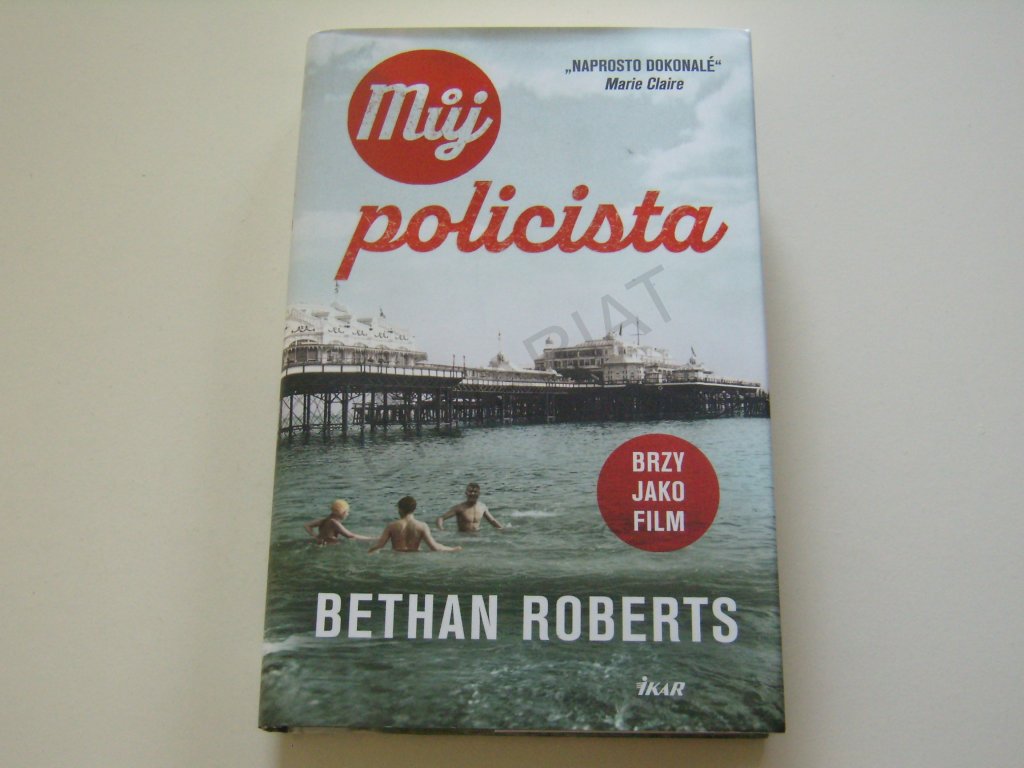 „NAPROSTO DOKONALÉ“
Marie Claire
Můj
policista
BRZY
JAKO
FILM
BETHAN ROBERTS
IKAR